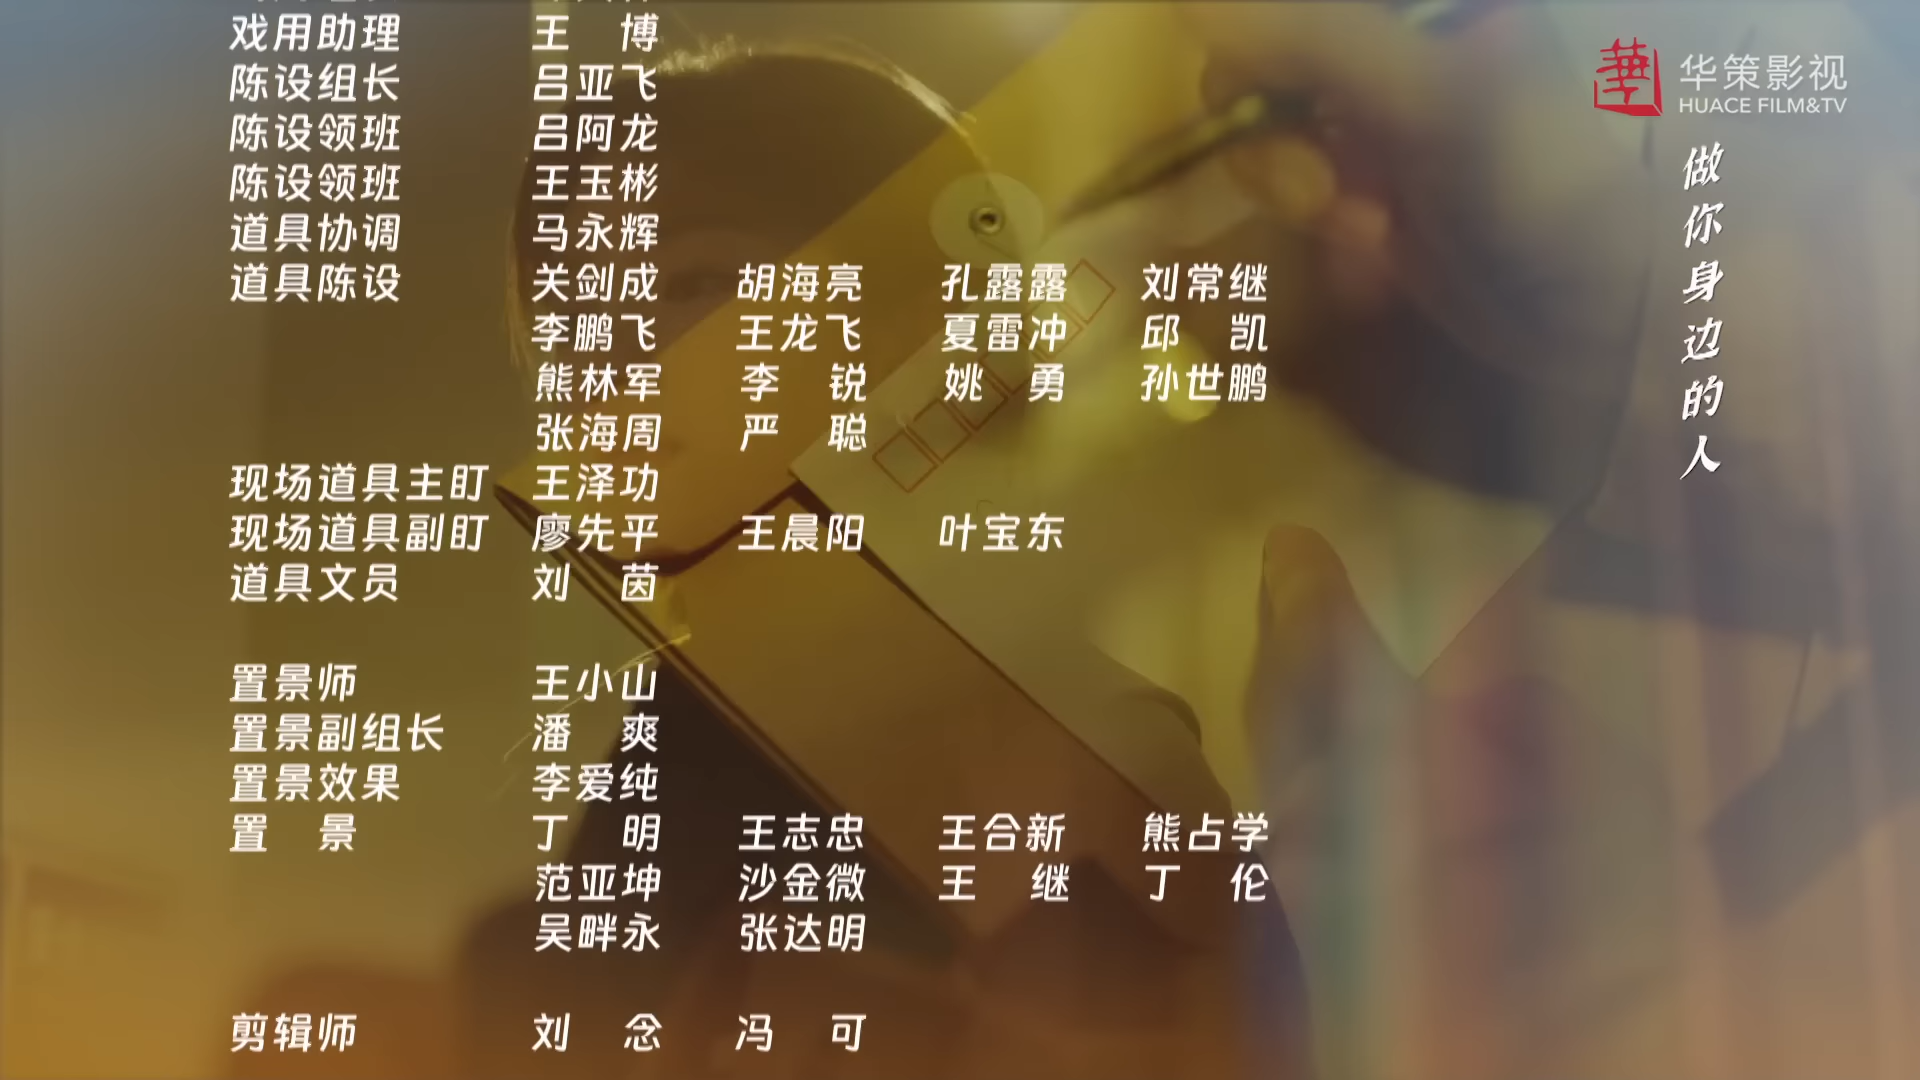 戏用助理 王 博
陈设组长 吕亚飞
陈设领班 吕阿龙
陈设领班 王玉彬
道具协调 马永辉
道具陈设 关剑成 胡海亮 孔露露 刘常继
李鹏飞 王龙飞 夏雷冲 邱 凯
熊林军 李 锐 姚 勇 孙世鹏
张海周 严 聪
现场道具主盯 王泽功
现场道具副盯 廖先平 王晨阳 叶宝东
道具文员 刘 茵
置景师 王小山
置景副组长 潘 爽
置景效果 李爱纯
置 景 丁 明 王志忠 王合新 熊占学
范亚坤 沙金微 王 继 丁 伦
吴畔永 张达明
剪辑师 刘 念 冯 可
華 华策影视
HUACE FILM&TV
做你身边的人